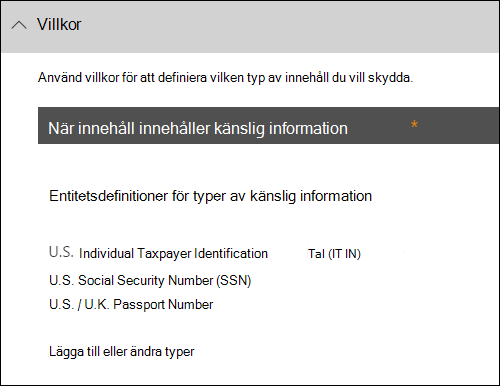 Villkor
Använd villkor för att definiera vilken typ av innehåll du vill skydda.
När innehåll innehåller känslig information *
Entitetsdefinitioner för typer av känslig information
U.S. Individual Taxpayer Identification Tal (IT IN)
U.S. Social Security Number (SSN)
U.S. / U.K. Passport Number
Lägga till eller ändra typer